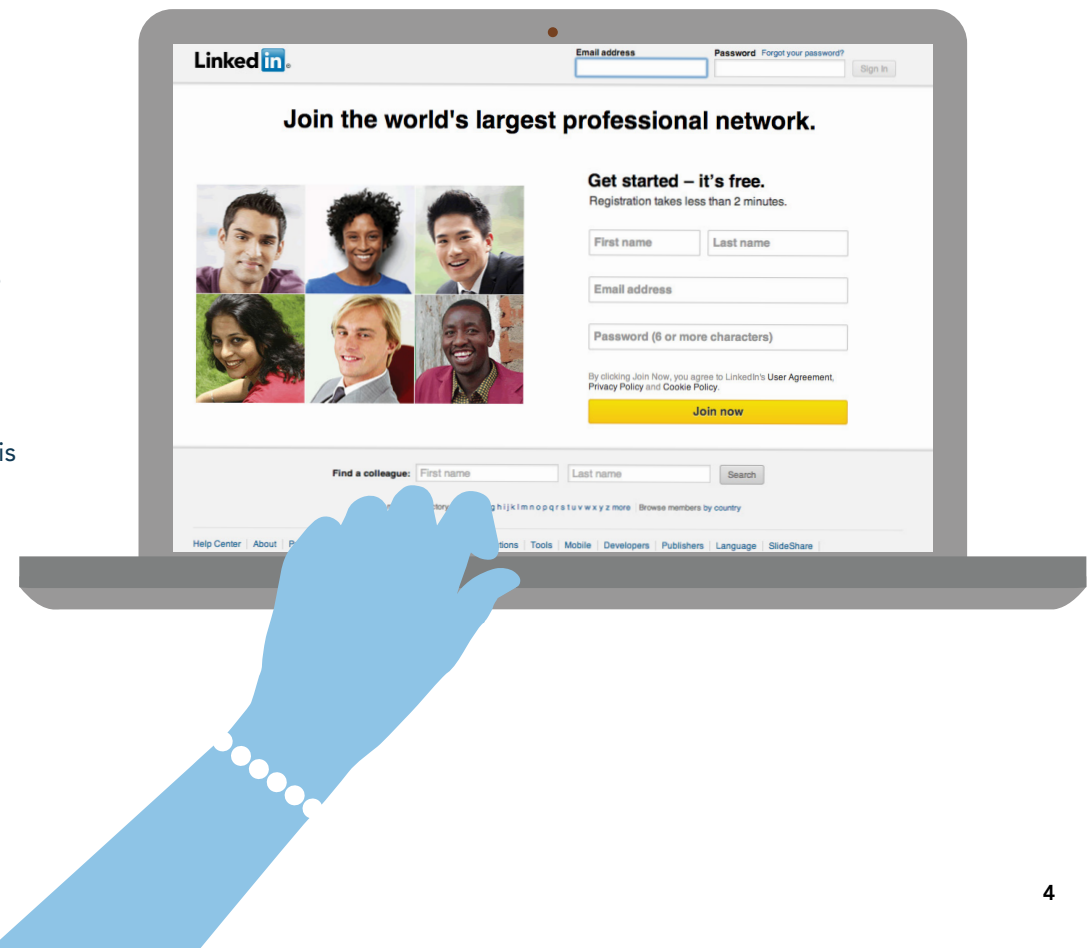 Linked in
Email address Password Forgot your password?
Sign In
Join the world's largest professional network.
Get started – it's free.
Registration takes less than 2 minutes.
First name Last name
Email address
Password (6 or more characters)
By clicking Join Now, you agree to LinkedIn's User Agreement,
Privacy Policy and Cookie Policy.
Join now
is
Find a colleague: First name Last name Search
g h i j k l m n o p q r s t u v w x y z more Browse members by country
Help Center About Tools Mobile Developers Publishers Language SlideShare
4